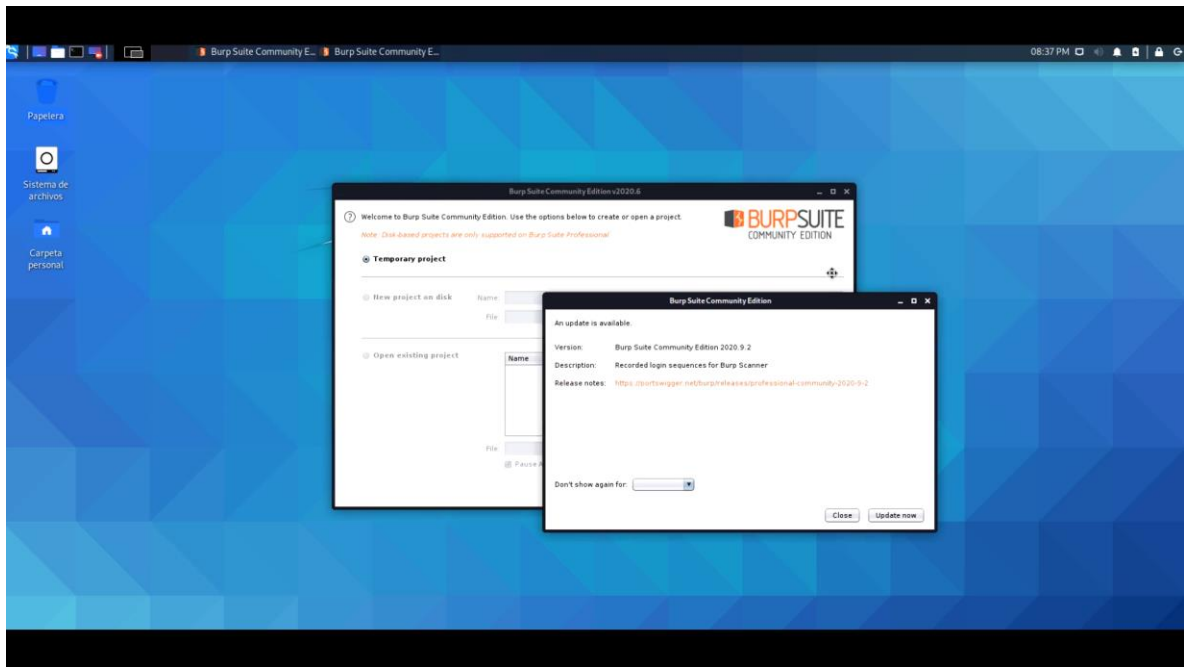 Burp Suite Community E... Burp Suite Community E...
08:37 PM
Papelera
Sistema de
archivos
Carpeta
personal
Burp Suite Community Edition v2020.6
Welcome to Burp Suite Community Edition. Use the options below to create or open a project.
Note: Disk-based projects are only supported on Burp Suite Professional
BURPSUITE
COMMUNITY EDITION
Temporary project
New project on disk Name:
File:
Open existing project
Name
File:
Pause
Burp Suite Community Edition
An update is available.
Version: Burp Suite Community Edition 2020.9.2
Description: Recorded login sequences for Burp Scanner
Release notes: https://portswigger.net/burp/releases/professional-community-2020-9-2
Don't show again for:
Close Update now